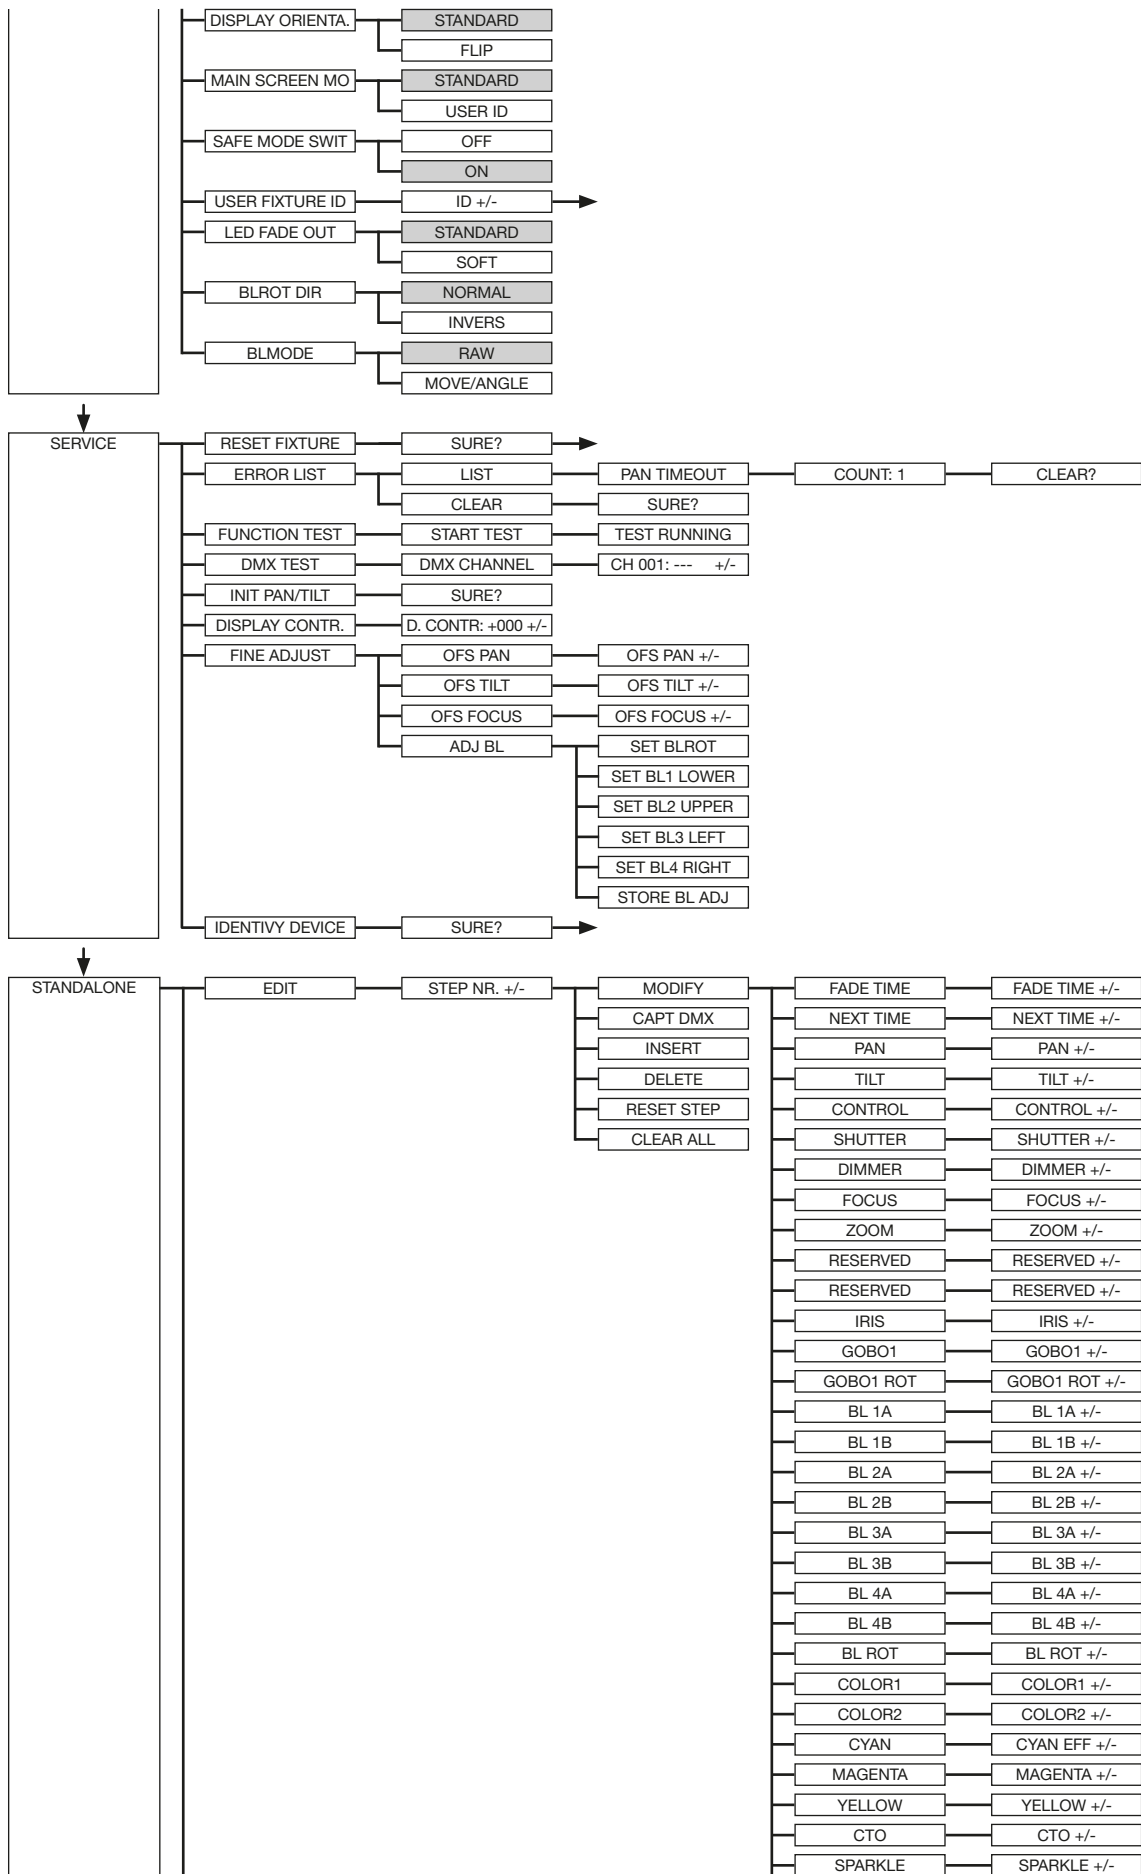 DISPLAY ORIENTA. STANDARD
FLIP
MAIN SCREEN MO STANDARD
USER ID
SAFE MODE SWIT OFF
ON
USER FIXTURE ID ID +/-
LED FADE OUT STANDARD
SOFT
BLROT DIR NORMAL
INVERS
BLMODE RAW
MOVE/ANGLE
SERVICE RESET FIXTURE SURE?
ERROR LIST LIST PAN TIMEOUT COUNT: 1 CLEAR?
CLEAR SURE?
FUNCTION TEST START TEST TEST RUNNING
DMX TEST DMX CHANNEL CH 001: --- +/-
INIT PAN/TILT SURE?
DISPLAY CONTR. D. CONTR: +000 +/-
FINE ADJUST OFS PAN OFS PAN +/-
OFS TILT OFS TILT +/-
OFS FOCUS OFS FOCUS +/-
ADJ BL SET BLROT
SET BL1 LOWER
SET BL2 UPPER
SET BL3 LEFT
SET BL4 RIGHT
STORE BL ADJ
IDENTIVY DEVICE SURE?
STANDALONE EDIT STEP NR. +/- MODIFY FADE TIME FADE TIME +/-
CAPT DMX NEXT TIME NEXT TIME +/-
INSERT PAN PAN +/-
DELETE TILT TILT +/-
RESET STEP CONTROL CONTROL +/-
CLEAR ALL SHUTTER SHUTTER +/-
DIMMER DIMMER +/-
FOCUS FOCUS +/-
ZOOM ZOOM +/-
RESERVED RESERVED +/-
RESERVED RESERVED +/-
IRIS IRIS +/-
GOBO1 GOBO1 +/-
GOBO1 ROT GOBO1 ROT +/-
BL 1A BL 1A +/-
BL 1B BL 1B +/-
BL 2A BL 2A +/-
BL 2B BL 2B +/-
BL 3A BL 3A +/-
BL 3B BL 3B +/-
BL 4A BL 4A +/-
BL 4B BL 4B +/-
BL ROT BL ROT +/-
COLOR1 COLOR1 +/-
COLOR2 COLOR2 +/-
CYAN CYAN EFF +/-
MAGENTA MAGENTA +/-
YELLOW YELLOW +/-
CTO CTO +/-
SPARKLE SPARKLE +/-